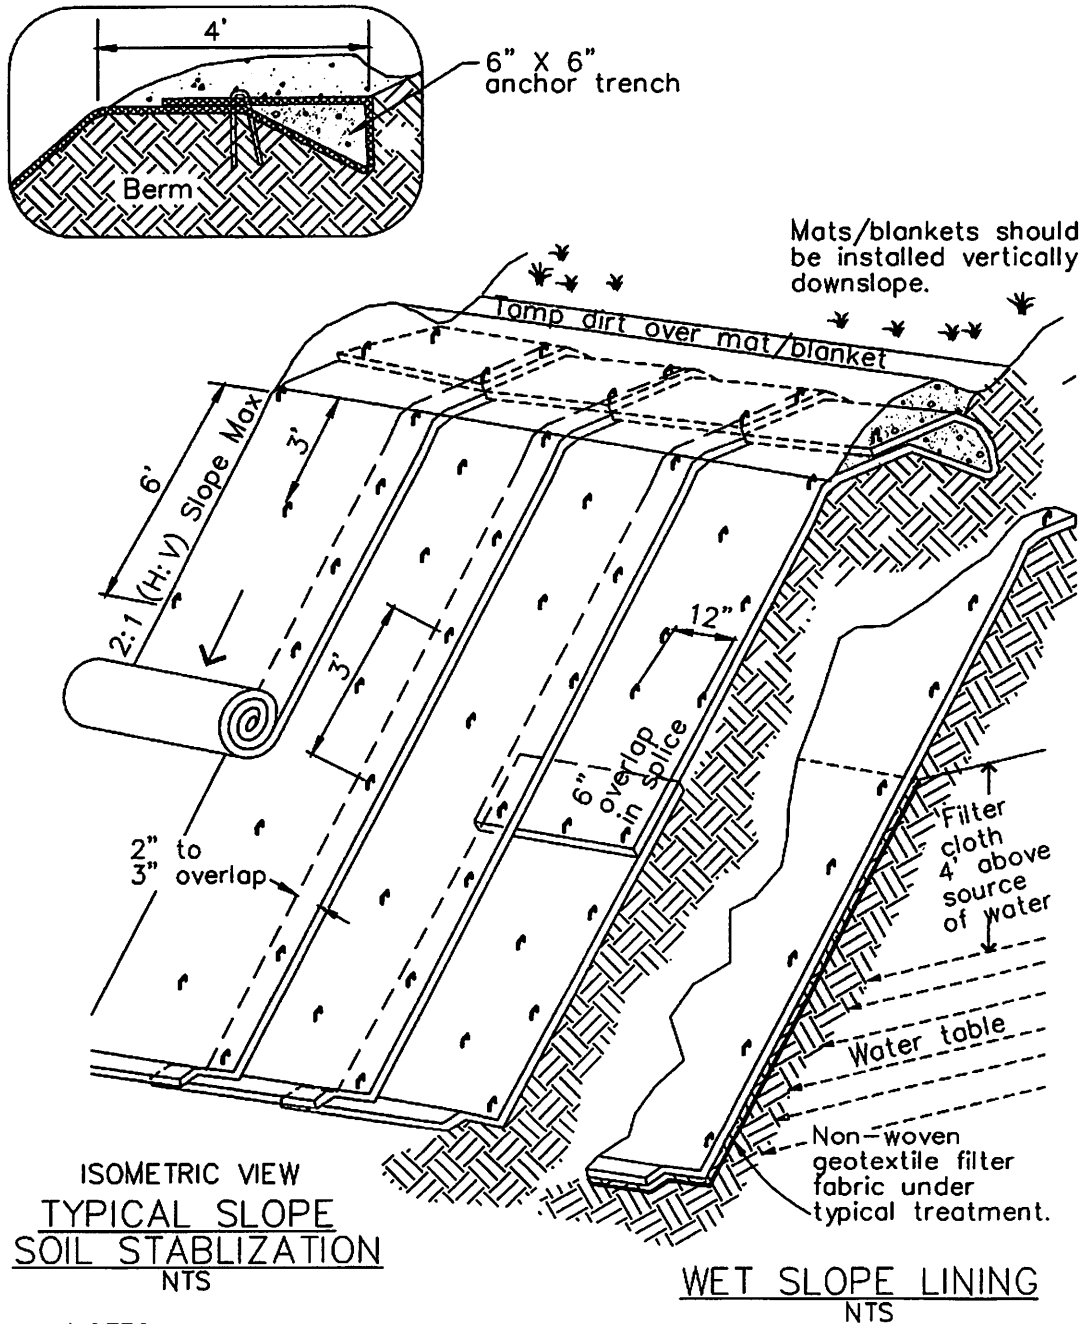 4'
6" X 6"
anchor trench
Berm
Mats/blankets should
be installed vertically
downslope.
Tamp dirt over mat/blanket
6'
2:1 (H:V) Slope Max
3'
12"
3'
6"
overlap
in splice
2" to
3" overlap
Filter
cloth
4' above
source
of water
Water table
Non-woven
geotextile filter
fabric under
typical treatment.
ISOMETRIC VIEW
TYPICAL SLOPE
SOIL STABLIZATION
NTS
WET SLOPE LINING
NTS